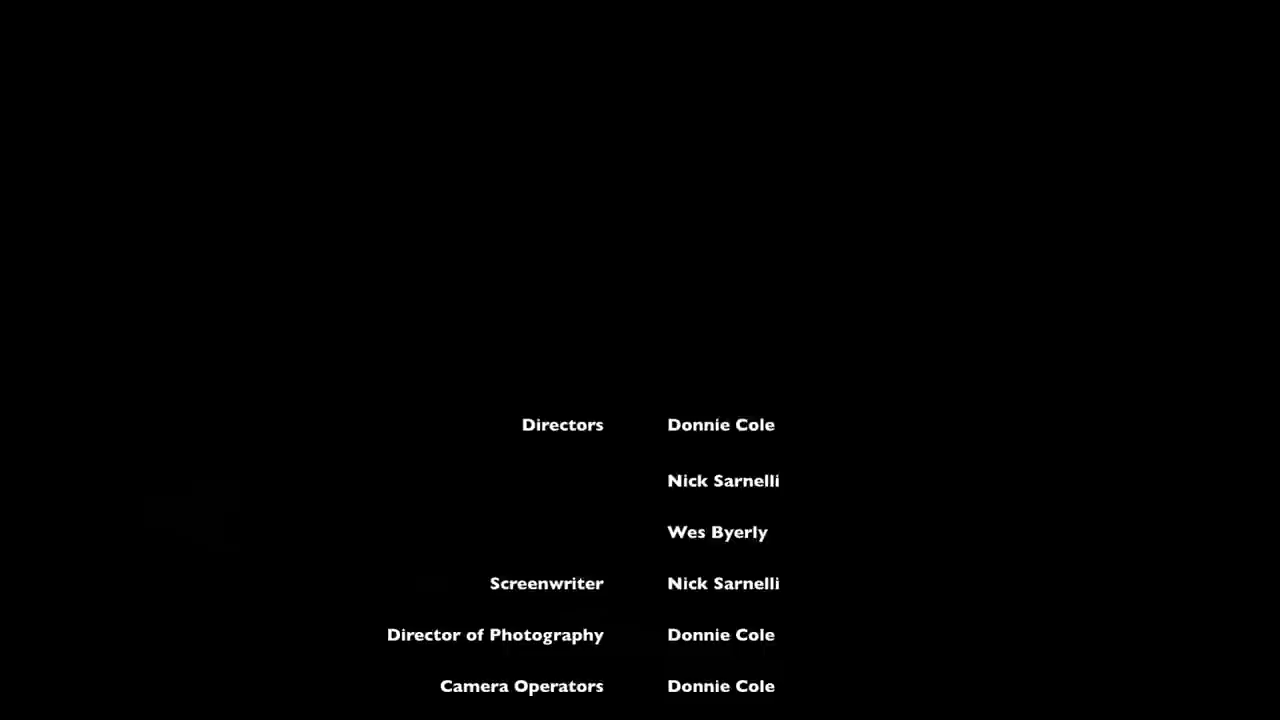 Directors Donnie Cole
Nick Sarnelli
Wes Byerly
Screenwriter Nick Sarnelli
Director of Photography Donnie Cole
Camera Operators Donnie Cole